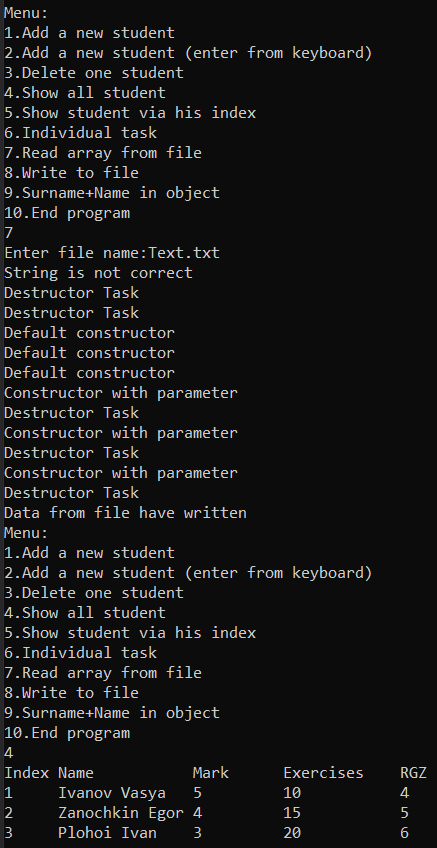 Menu:
1.Add a new student
2.Add a new student (enter from keyboard)
3.Delete one student
4.Show all student
5.Show student via his index
6.Individual task
7.Read array from file
8.Write to file
9.Surname+Name in object
10.End program
7
Enter file name:Text.txt
String is not correct
Destructor Task
Destructor Task
Default constructor
Default constructor
Default constructor
Constructor with parameter
Destructor Task
Constructor with parameter
Destructor Task
Constructor with parameter
Destructor Task
Data from file have written
Menu:
1.Add a new student
2.Add a new student (enter from keyboard)
3.Delete one student
4.Show all student
5.Show student via his index
6.Individual task
7.Read array from file
8.Write to file
9.Surname+Name in object
10.End program
4
Index Name           Mark      Exercises    RGZ
1     Ivanov Vasya   5         10           4
2     Zanochkin Egor 4         15           5
3     Plohoi Ivan    3         20           6